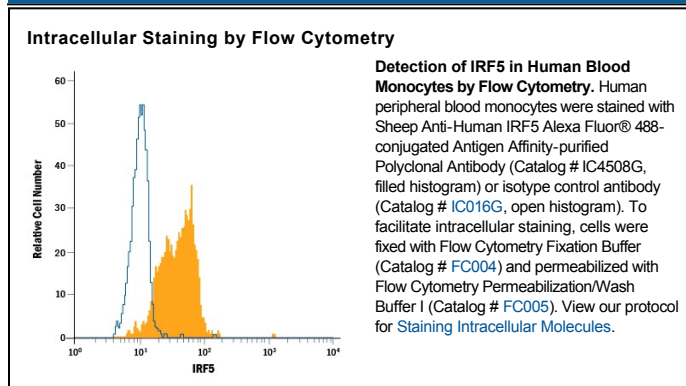 Intracellular Staining by Flow Cytometry
60
50
40
30
20
10
0
Relative Cell Number
10⁰ 10¹ 10² 10³ 10⁴
IRF5
Detection of IRF5 in Human Blood
Monocytes by Flow Cytometry. Human
peripheral blood monocytes were stained with
Sheep Anti-Human IRF5 Alexa Fluor® 488-
conjugated Antigen Affinity-purified
Polyclonal Antibody (Catalog # IC4508G,
filled histogram) or isotype control antibody
(Catalog # IC016G, open histogram). To
facilitate intracellular staining, cells were
fixed with Flow Cytometry Fixation Buffer
(Catalog # FC004) and permeabilized with
Flow Cytometry Permeabilization/Wash
Buffer I (Catalog # FC005). View our protocol
for Staining Intracellular Molecules.